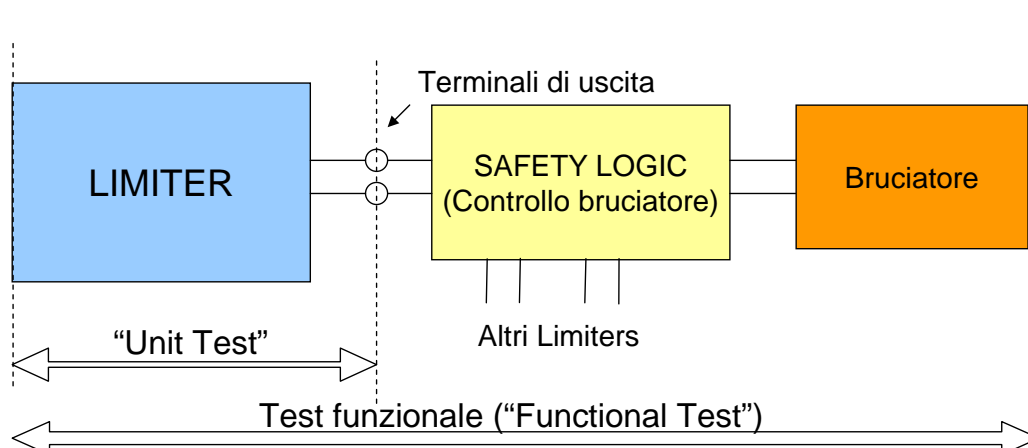 Terminali di uscita
LIMITER
SAFETY LOGIC
(Controllo bruciatore)
Bruciatore
Altri Limiters
“Unit Test”
Test funzionale (“Functional Test”)